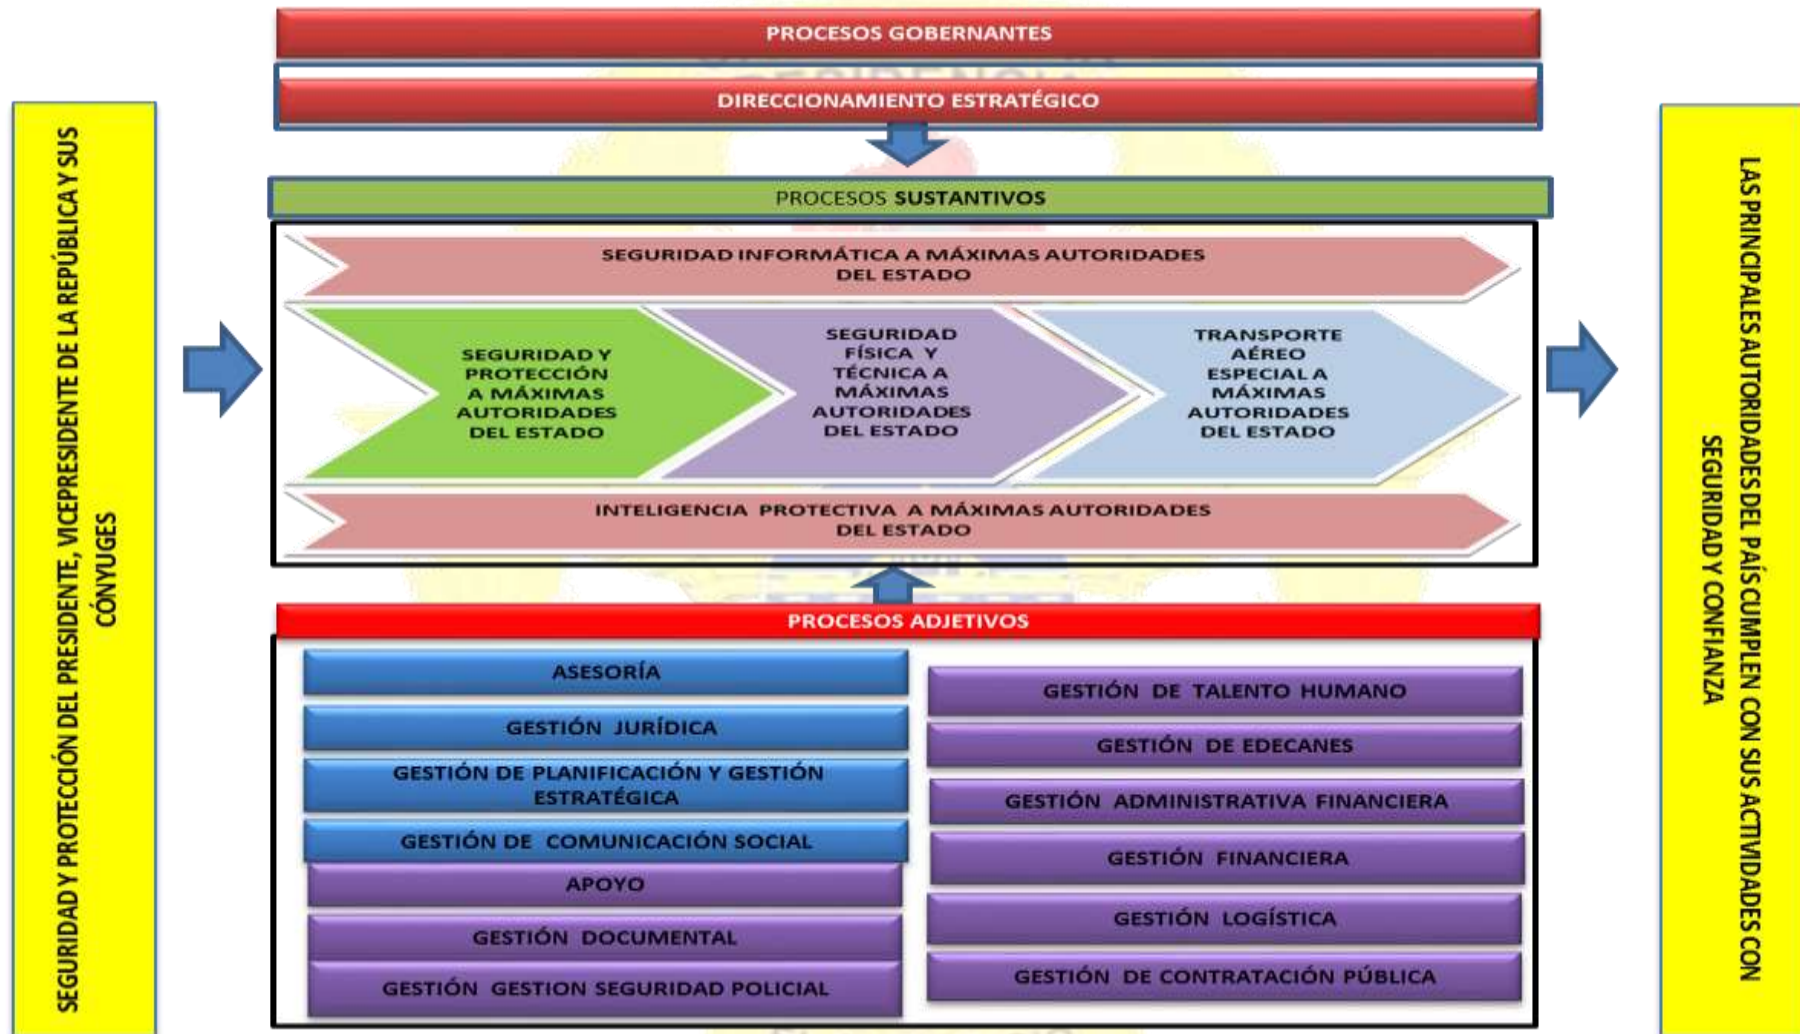 PROCESOS GOBERNANTES
DIRECCIONAMIENTO ESTRATÉGICO
SEGURIDAD Y PROTECCIÓN DEL PRESIDENTE, VICEPRESIDENTE DE LA REPÚBLICA Y SUS
CÓNYUGES
PROCESOS SUSTANTIVOS
SEGURIDAD INFORMÁTICA A MÁXIMAS AUTORIDADES
DEL ESTADO
SEGURIDAD Y
PROTECCIÓN
A MÁXIMAS
AUTORIDADES
DEL ESTADO
SEGURIDAD
FÍSICA Y
TÉCNICA A
MÁXIMAS
AUTORIDADES
DEL ESTADO
TRANSPORTE
AÉREO
ESPECIAL A
MÁXIMAS
AUTORIDADES
DEL ESTADO
INTELIGENCIA PROTECTIVA A MÁXIMAS AUTORIDADES
DEL ESTADO
PROCESOS ADJETIVOS
ASESORÍA
GESTIÓN JURÍDICA
GESTIÓN DE PLANIFICACIÓN Y GESTIÓN
ESTRATÉGICA
GESTIÓN DE COMUNICACIÓN SOCIAL
APOYO
GESTIÓN DOCUMENTAL
GESTIÓN GESTION SEGURIDAD POLICIAL
GESTIÓN DE TALENTO HUMANO
GESTIÓN DE EDECANES
GESTIÓN ADMINISTRATIVA FINANCIERA
GESTIÓN FINANCIERA
GESTIÓN LOGÍSTICA
GESTIÓN DE CONTRATACIÓN PÚBLICA
LAS PRINCIPALES AUTORIDADES DEL PAÍS CUMPLEN CON SUS ACTIVIDADES CON
SEGURIDAD Y CONFIANZA